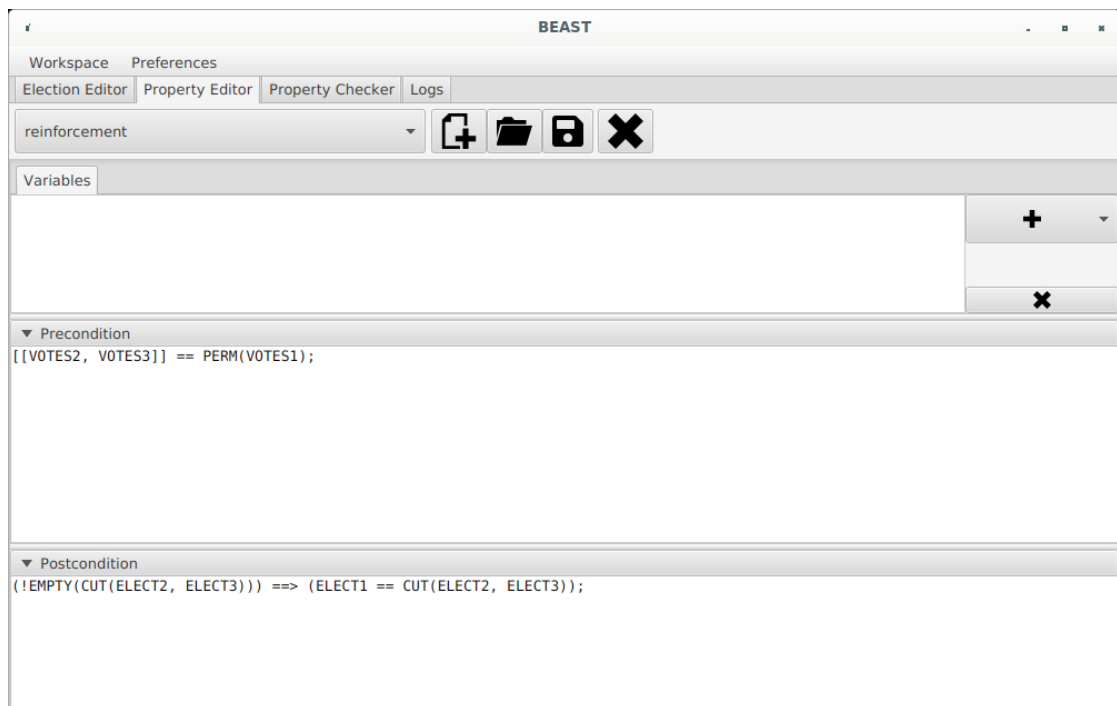 BEAST
Workspace Preferences
Election Editor Property Editor Property Checker Logs
reinforcement
Variables
Precondition
[[VOTES2, VOTES3]] == PERM(VOTES1);
Postcondition
(!EMPTY(CUT(ELECT2, ELECT3))) ==> (ELECT1 == CUT(ELECT2, ELECT3));